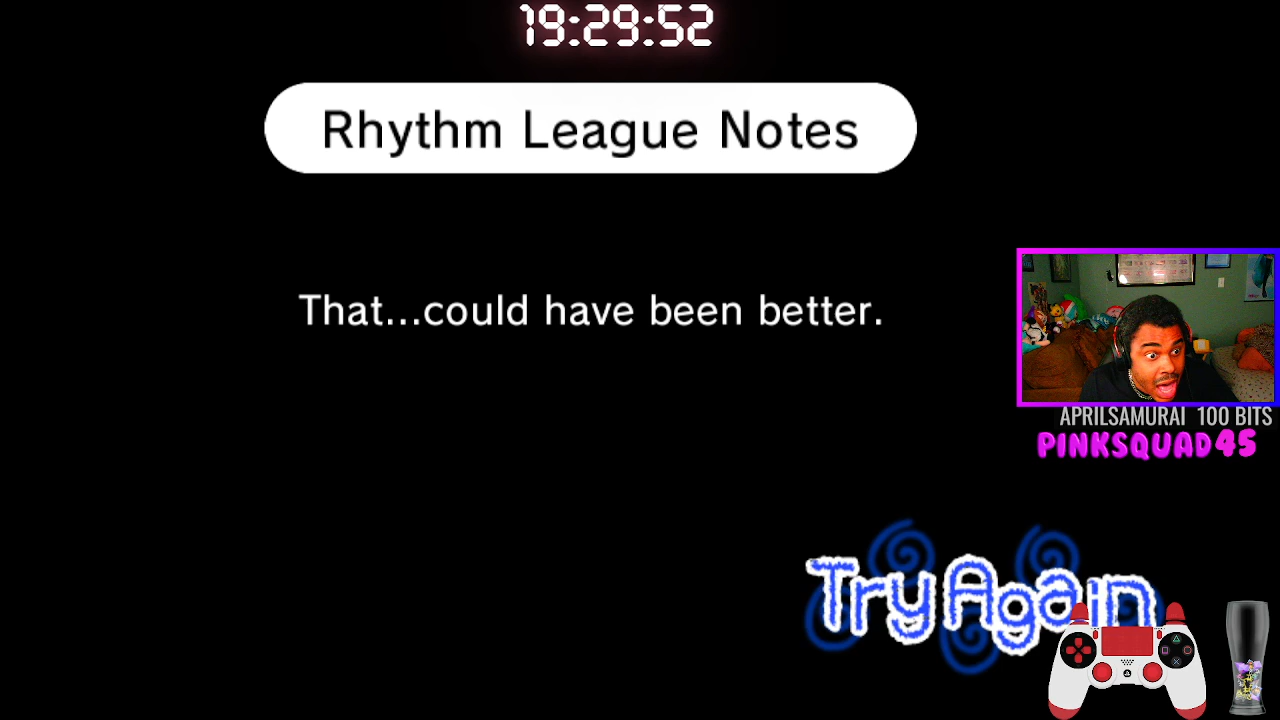 19:29:52
Rhythm League Notes
That...could have been better.
APRILSAMURAI 100 BITS
PINKSQUAD45
Try Again